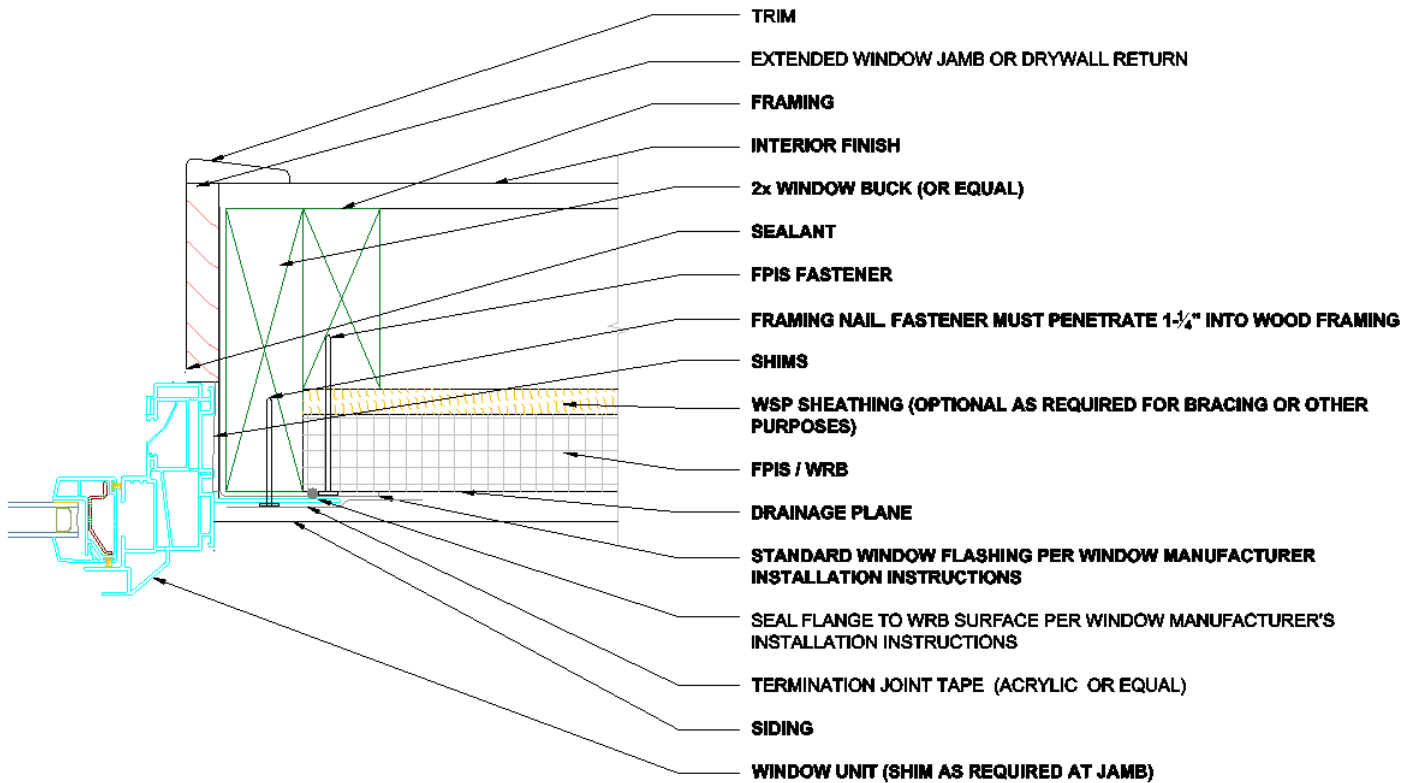 TRIM
EXTENDED WINDOW JAMB OR DRYWALL RETURN
FRAMING
INTERIOR FINISH
2x WINDOW BUCK (OR EQUAL)
SEALANT
FPIS FASTENER
FRAMING NAIL. FASTENER MUST PENETRATE 1-¼" INTO WOOD FRAMING
SHIMS
WSP SHEATHING (OPTIONAL AS REQUIRED FOR BRACING OR OTHER
PURPOSES)
FPIS / WRB
DRAINAGE PLANE
STANDARD WINDOW FLASHING PER WINDOW MANUFACTURER
INSTALLATION INSTRUCTIONS
SEAL FLANGE TO WRB SURFACE PER WINDOW MANUFACTURER'S
INSTALLATION INSTRUCTIONS
TERMINATION JOINT TAPE (ACRYLIC OR EQUAL)
SIDING
WINDOW UNIT (SHIM AS REQUIRED AT JAMB)